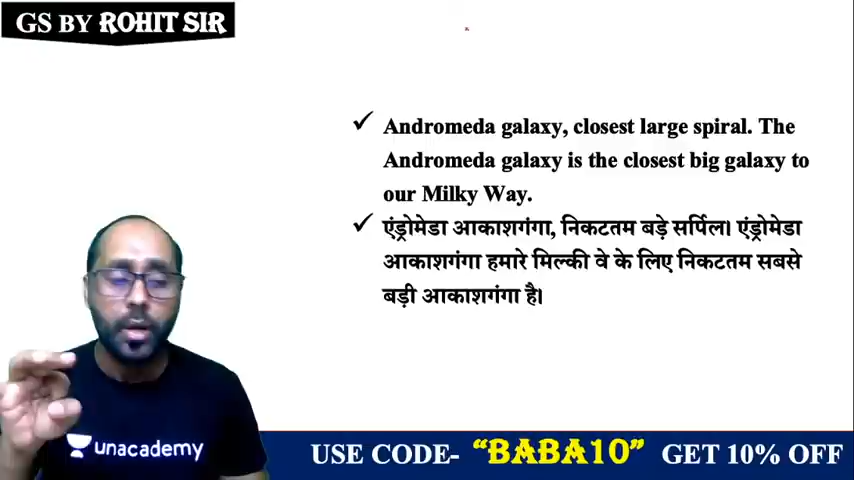 GS BY ROHIT SIR
✓ Andromeda galaxy, closest large spiral. The
Andromeda galaxy is the closest big galaxy to
our Milky Way.
✓ एंड्रोमेडा आकाशगंगा, निकटतम बड़े सर्पिल। एंड्रोमेडा
आकाशगंगा हमारे मिल्की वे के लिए निकटतम सबसे
बड़ी आकाशगंगा है।
unacademy
USE CODE- “BABA10” GET 10% OFF